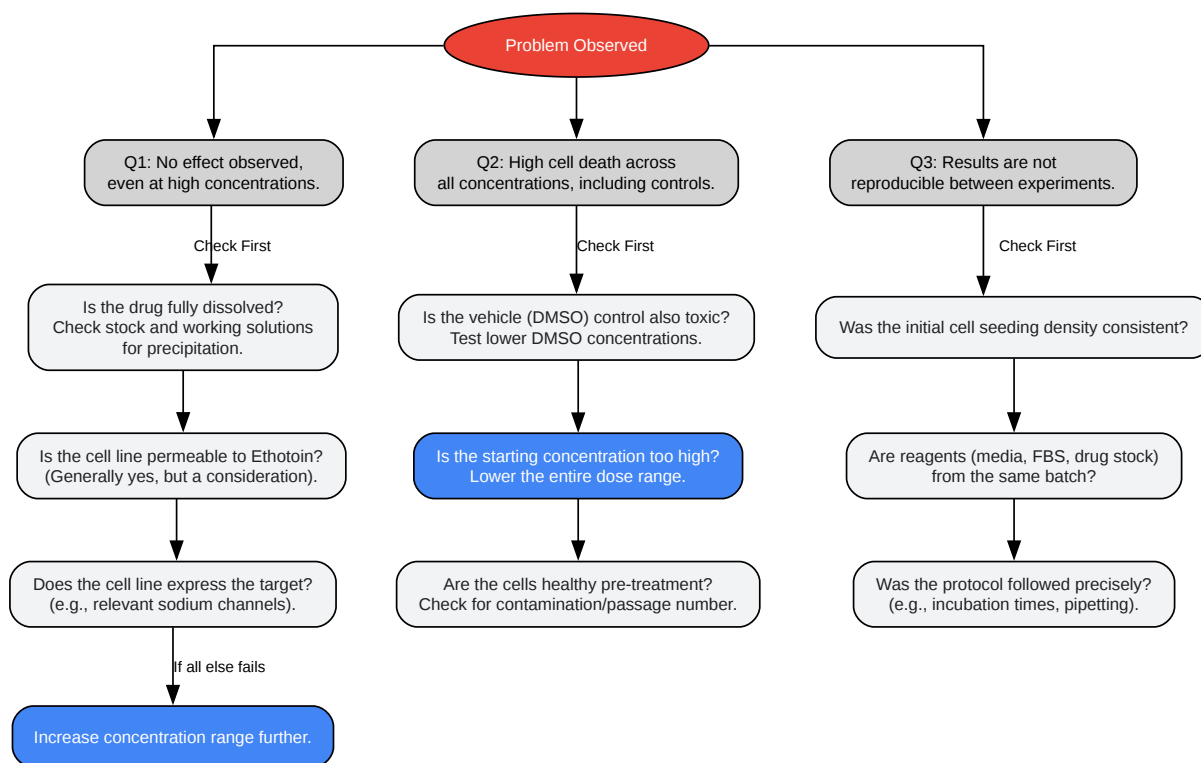 Problem Observed
Q1: No effect observed,
even at high concentrations.
Q2: High cell death across
all concentrations, including controls.
Q3: Results are not
reproducible between experiments.
Check First
Check First
Check First
Is the drug fully dissolved?
Check stock and working solutions
for precipitation.
Is the vehicle (DMSO) control also toxic?
Test lower DMSO concentrations.
Was the initial cell seeding density consistent?
Is the cell line permeable to Ethotoin?
(Generally yes, but a consideration).
Is the starting concentration too high?
Lower the entire dose range.
Are reagents (media, FBS, drug stock)
from the same batch?
Does the cell line express the target?
(e.g., relevant sodium channels).
Are the cells healthy pre-treatment?
Check for contamination/passage number.
Was the protocol followed precisely?
(e.g., incubation times, pipetting).
If all else fails
Increase concentration range further.